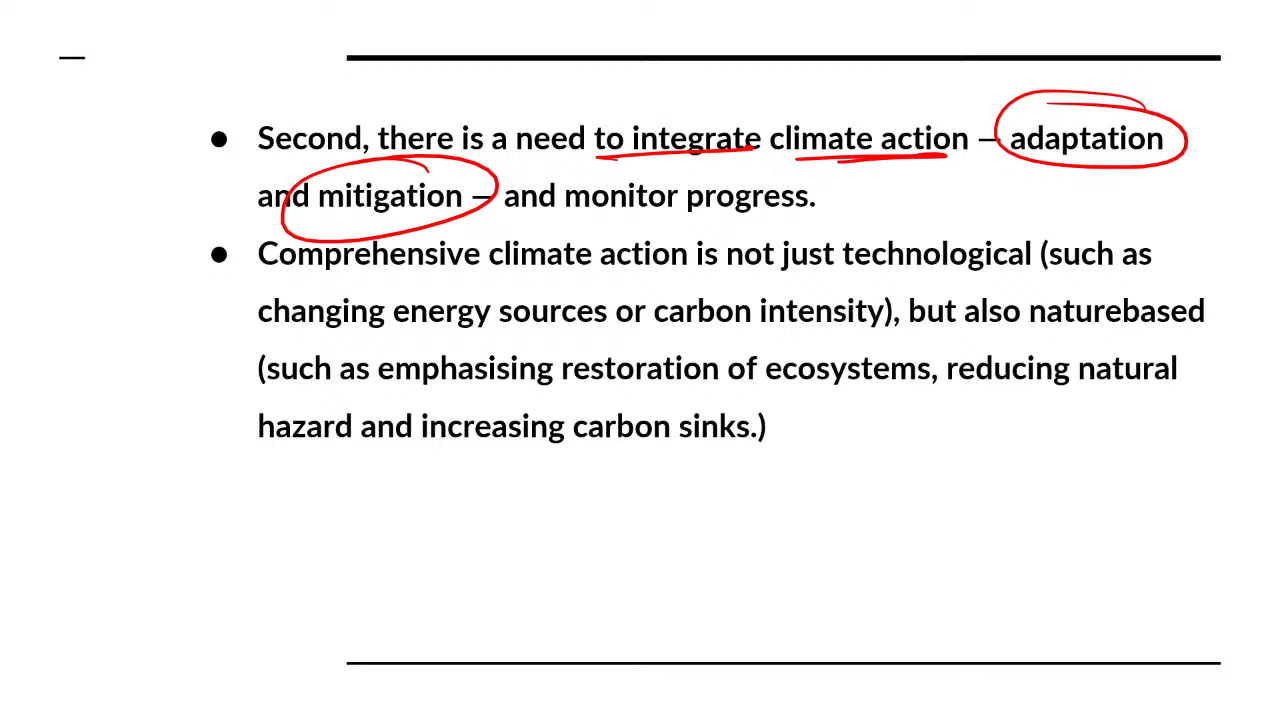 ● Second, there is a need to integrate climate action — adaptation
and mitigation — and monitor progress.
● Comprehensive climate action is not just technological (such as
changing energy sources or carbon intensity), but also naturebased
(such as emphasising restoration of ecosystems, reducing natural
hazard and increasing carbon sinks.)